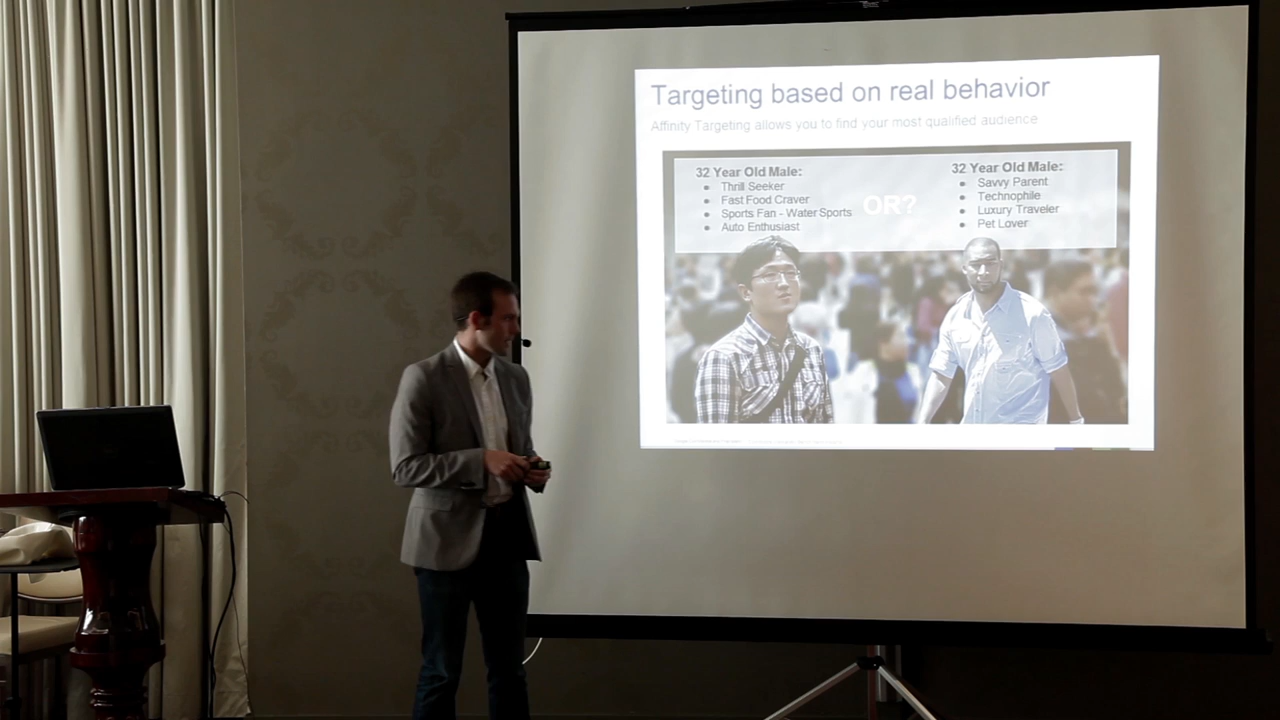 Targeting based on real behavior
Affinity Targeting allows you to find your most qualified audience
32 Year Old Male:
Thrill Seeker
Fast Food Craver
Sports Fan - Water Sports
Auto Enthusiast
OR?
32 Year Old Male:
Savvy Parent
Technophile
Luxury Traveler
Pet Lover